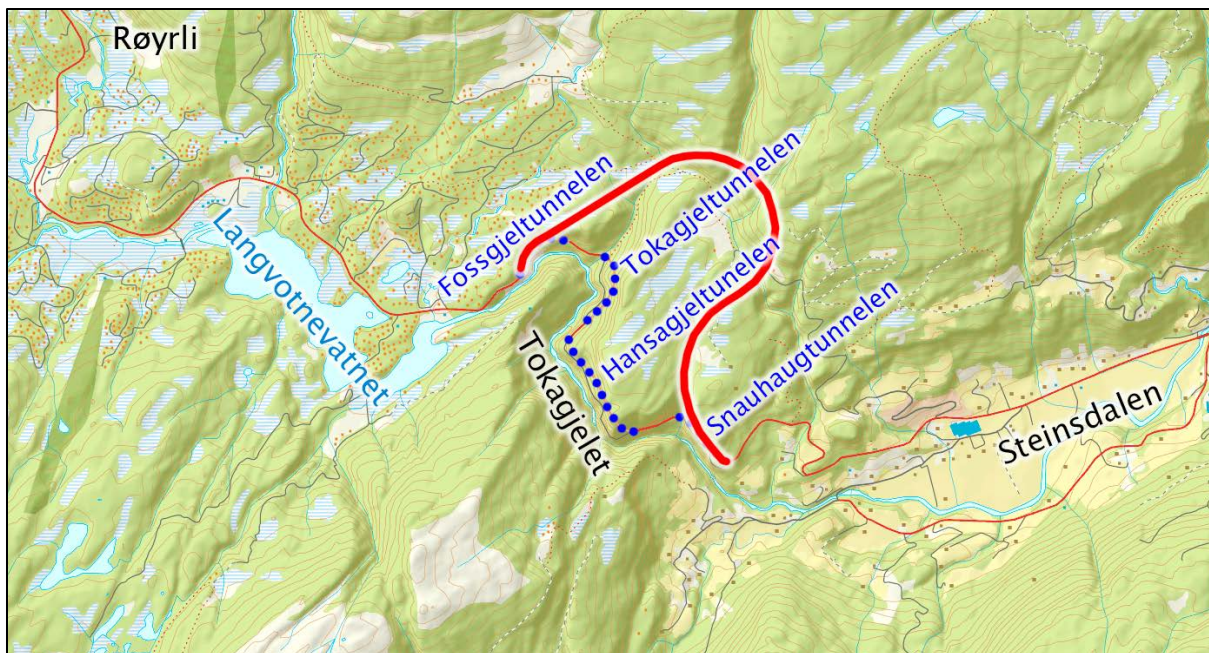 Røyrli
Fossgjeltunnelen
Tokagjeltunnelen
Langvotnevatnet
Hansagjeltunelen
Tokagjelet
Snauhaugtunnelen
Steinsdalen